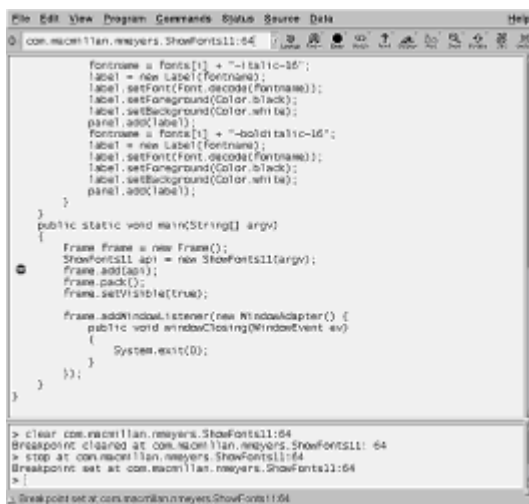 File Edit View Program Commands Status Source Data Help
com.macmillan.nmeyers.ShowFonts11:64
fontname = fonts[i] + "-italic-16";
label = new Label(fontname);
label.setFont(Font.decode(fontname));
label.setForeground(Color.black);
label.setBackground(Color.white);
panel.add(label);
fontname = fonts[i] + "-bolditalic-16";
label = new Label(fontname);
label.setFont(Font.decode(fontname));
label.setForeground(Color.black);
label.setBackground(Color.white);
panel.add(label);
}
}
public static void main(String[] argv)
{
Frame frame = new Frame();
ShowFonts11 api = new ShowFonts11(argv);
frame.add(api);
frame.pack();
frame.setVisible(true);
frame.addWindowListener(new WindowAdapter() {
public void windowClosing(WindowEvent ev)
{
System.exit(0);
}
});
}
}
> clear com.macmillan.nmeyers.ShowFonts11:64
Breakpoint cleared at com.macmillan.nmeyers.ShowFonts11: 64
> stop at com.macmillan.nmeyers.ShowFonts11:64
Breakpoint set at com.macmillan.nmeyers.ShowFonts11:64
>
Breakpoint set at com.macmillan.nmeyers.ShowFonts11:64